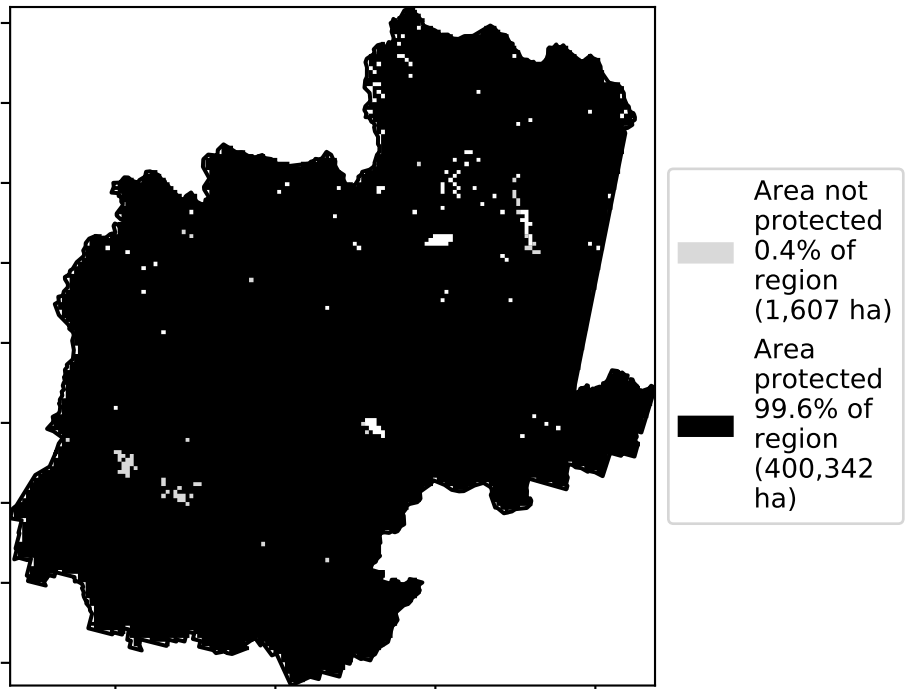 Area not
protected
0.4% of
region
(1,607 ha)
Area
protected
99.6% of
region
(400,342
ha)